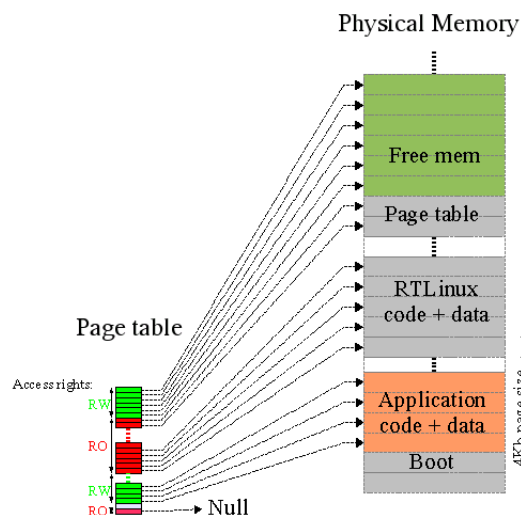 Physical Memory
Free mem
Page table
RTLinux
code + data
Page table
Access rights:
RW
RO
Application
code + data
RW
Boot
RO
Null
4Kb page size